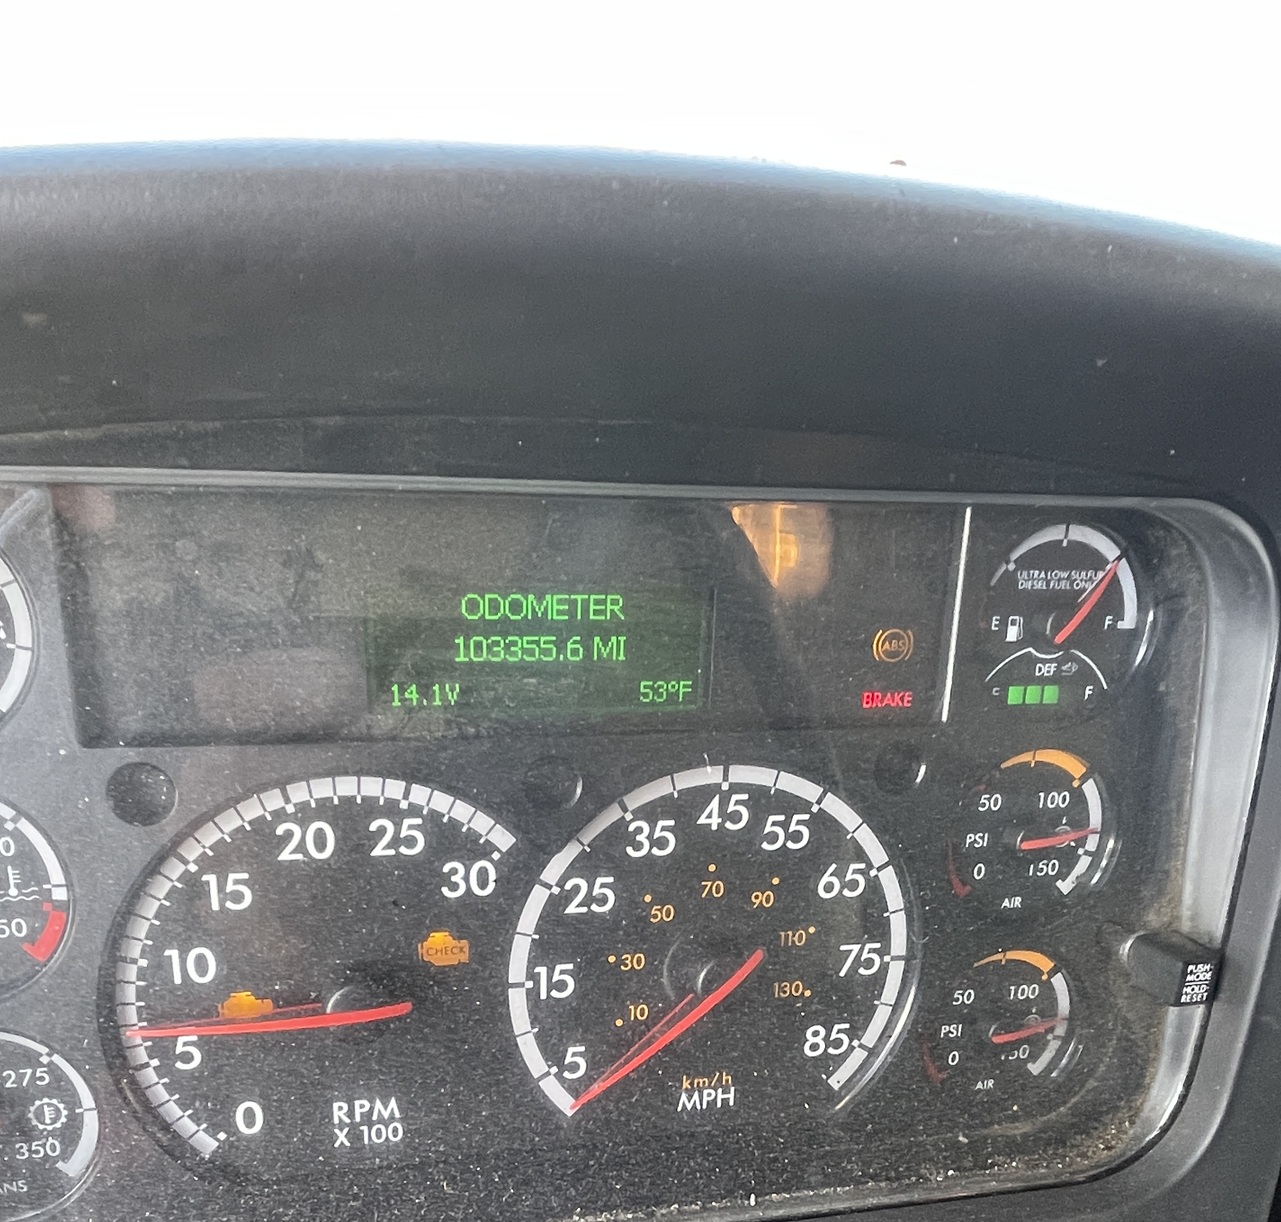 ODOMETER
103355.6 MI
14.1V 53°F
ABS
BRAKE
ULTRA LOW SULFUR
DIESEL FUEL ONLY
E F
DEF
F
0 5 10 15 20 25 30
CHECK
RPM
X 100
5 15 25 35 45 55 65 75 85
10 30 50 70 90 110 130
km/h
MPH
0 50 100 150
PSI
AIR
0 50 100
PSI
AIR
PUSH-
MODE
HOLD-
RESET
275
350